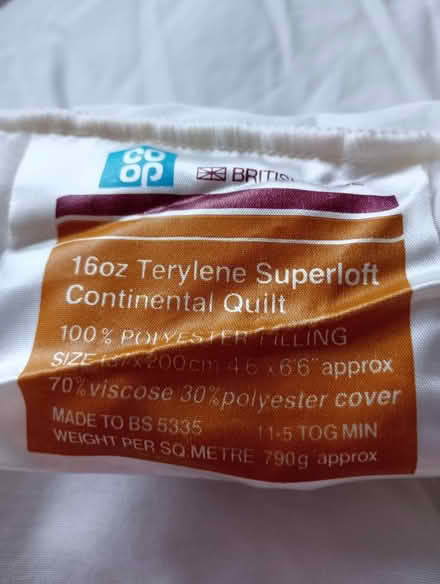 CO
OP
BRITIS
16oz Terylene Superloft
Continental Quilt
100% POLYESTER FILLING
SIZE 137x200cm 4'6"x6'6" approx
70% viscose 30% polyester cover
MADE TO BS 5335 11·5 TOG MIN
WEIGHT PER SQ METRE 790g approx